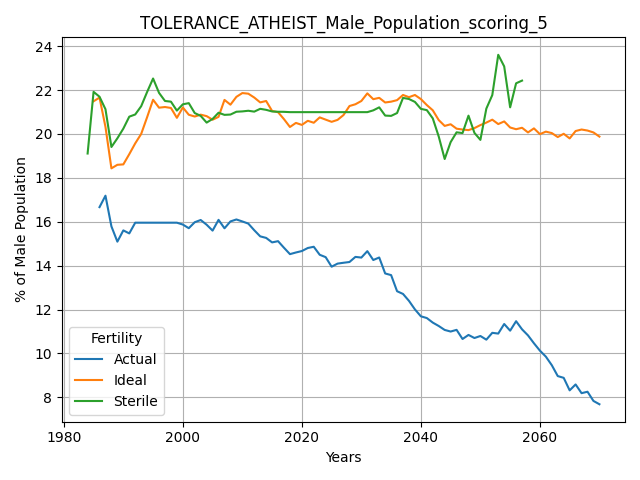 TOLERANCE_ATHEIST_Male_Population_scoring_5
% of Male Population
24
22
20
18
16
14
12
10
8
Fertility
Actual
Ideal
Sterile
1980
2000
2020
2040
2060
Years